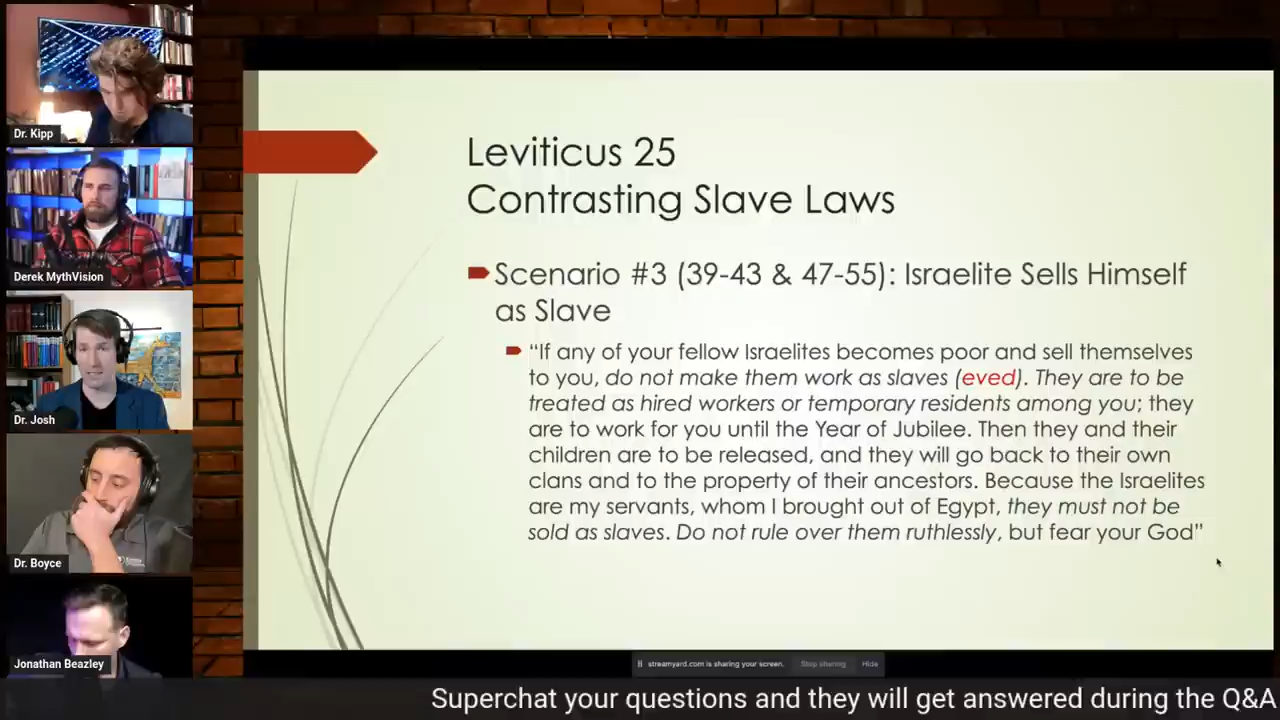 Dr. Kipp
Derek MythVision
Dr. Josh
Dr. Boyce
Jonathan Beazley
Leviticus 25
Contrasting Slave Laws
Scenario #3 (39-43 & 47-55): Israelite Sells Himself
as Slave
“If any of your fellow Israelites becomes poor and sell themselves
to you, do not make them work as slaves (eved). They are to be
treated as hired workers or temporary residents among you; they
are to work for you until the Year of Jubilee. Then they and their
children are to be released, and they will go back to their own
clans and to the property of their ancestors. Because the Israelites
are my servants, whom I brought out of Egypt, they must not be
sold as slaves. Do not rule over them ruthlessly, but fear your God”
streamyard.com is sharing your screen.
Stop sharing
Hide
Superchat your questions and they will get answered during the Q&A